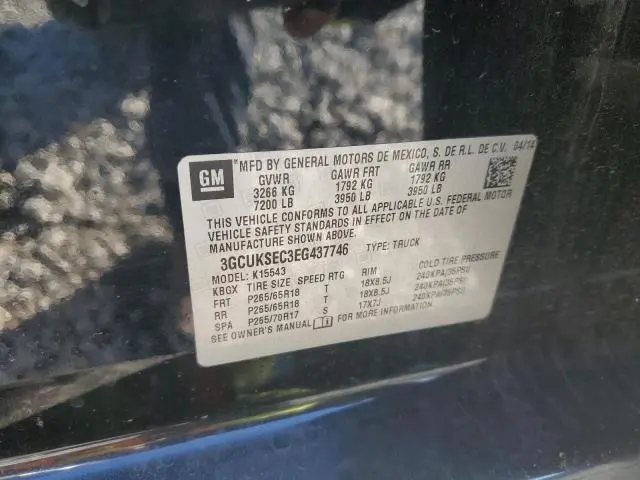 GM
*MFD BY GENERAL MOTORS DE MEXICO, S. DE R.L. DE C.V. 04/14
GVWR GAWR FRT GAWR RR
3266 KG 1792 KG 1792 KG
7200 LB 3950 LB 3950 LB
THIS VEHICLE CONFORMS TO ALL APPLICABLE U.S. FEDERAL MOTOR
VEHICLE SAFETY STANDARDS IN EFFECT ON THE DATE OF
MANUFACTURE SHOWN ABOVE.
3GCUKSEC3EG437746 TYPE: TRUCK
MODEL: K15543
KBGX TIRE SIZE SPEED RTG RIM COLD TIRE PRESSURE
FRT P265/65R18 T 18X8.5J 240KPA(35PSI)
RR P265/65R18 T 18X8.5J 240KPA(35PSI)
SPA P265/70R17 S 17X7J 240KPA(35PSI)
SEE OWNER'S MANUAL FOR MORE INFORMATION.